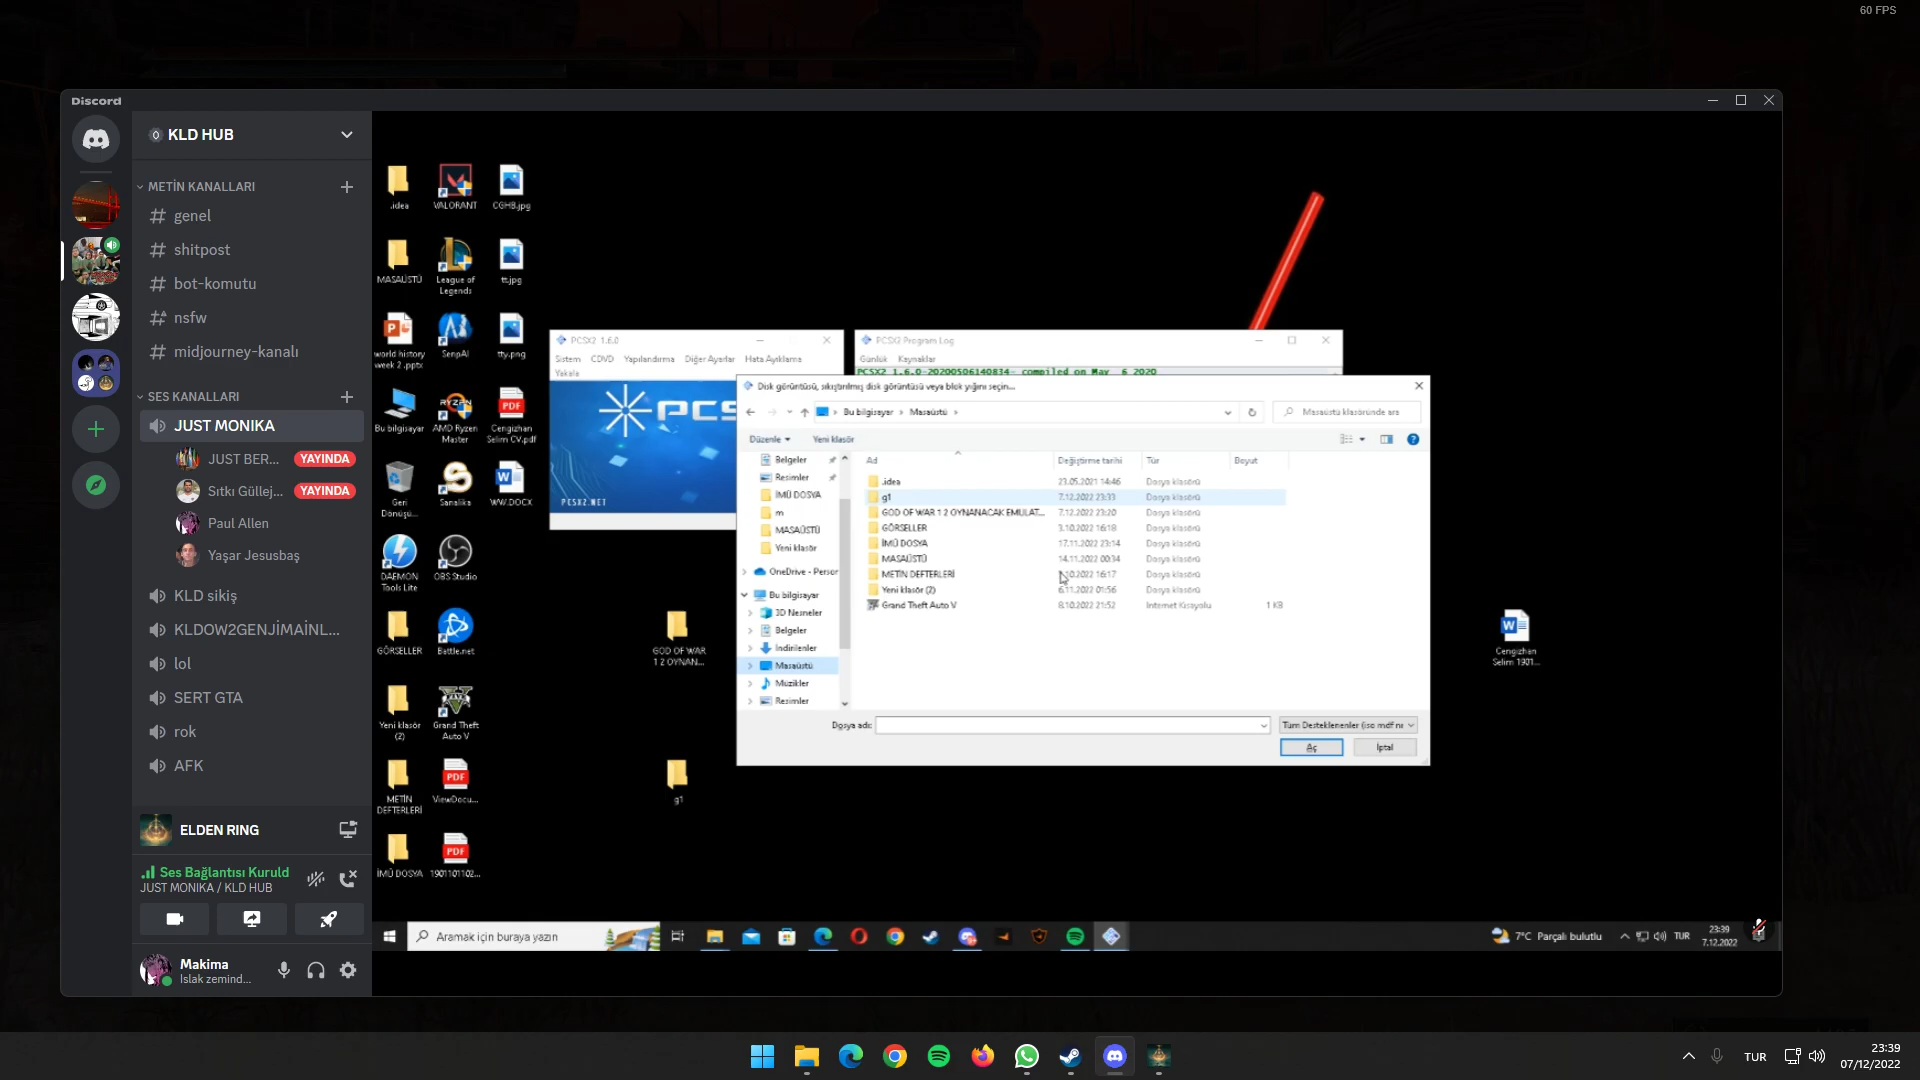 60 FPS
Discord
KLD HUB
METİN KANALLARI
genel
shitpost
bot-komutu
nsfw
midjourney-kanalı
SES KANALLARI
JUST MONIKA
JUST BER... YAYINDA
Sıtkı Güllej... YAYINDA
Paul Allen
Yaşar Jesusbaş
KLD sikiş
KLDOW2GENJİMAİNL...
lol
SERT GTA
rok
AFK
ELDEN RING
Ses Bağlantısı Kuruld
JUST MONIKA / KLD HUB
Makima
Islak zemind...
.idea VALORANT CGHB.jpg
MASAÜSTÜ League of Legends tt.jpg
world history week 2 .pptx SenpAI tty.png
Bu bilgisayar AMD Ryzen Master Cengizhan Selim CV.pdf
Geri Dönüşü... Sanalika WW.DOCX
DAEMON Tools Lite OBS Studio
GÖRSELLER Battle.net
Yeni klasör (2) Grand Theft Auto V
METİN DEFTERLERİ ViewDocu...
İMÜ DOSYA 1901101102...
GOD OF WAR 1 2 OYNAN...
g1
Cengizhan Selim 1901...
PCSX2 1.6.0
Sistem CDVD Yapılandırma Diğer Ayarlar Hata Ayıklama
Yakala
PCS
PCSX2.NET
PCSX2 Program Log
Günlük Kaynaklar
PCSX2 1.6.0-20200506140834- compiled on May 6 2020
Disk görüntüsü, sıkıştırılmış disk görüntüsü veya blok yığını seçin...
Bu bilgisayar > Masaüstü > Masaüstü klasöründe ara
Düzenle Yeni klasör
Belgeler
Resimler
İMÜ DOSYA
m
MASAÜSTÜ
Yeni klasör
OneDrive - Persor
Bu bilgisayar
3D Nesneler
Belgeler
İndirilenler
Masaüstü
Müzikler
Resimler
Ad Değiştirme tarihi Tür Boyut
.idea 23.05.2021 14:46 Dosya klasörü
g1 7.12.2022 23:33 Dosya klasörü
GOD OF WAR 1 2 OYNANACAK EMULAT... 7.12.2022 23:20 Dosya klasörü
GÖRSELLER 3.10.2022 16:18 Dosya klasörü
İMÜ DOSYA 17.11.2022 23:14 Dosya klasörü
MASAÜSTÜ 14.11.2022 00:34 Dosya klasörü
METİN DEFTERLERİ .10.2022 16:17 Dosya klasörü
Yeni klasör (2) 6.11.2022 01:56 Dosya klasörü
Grand Theft Auto V 8.10.2022 21:52 İnternet Kısayolu 1 KB
Dosya adı: Tüm Desteklenenler (iso mdf nr
Aç İptal
Aramak için buraya yazın
7°C Parçalı bulutlu TUR 23:39
7.12.2022
TUR 23:39
07/12/2022